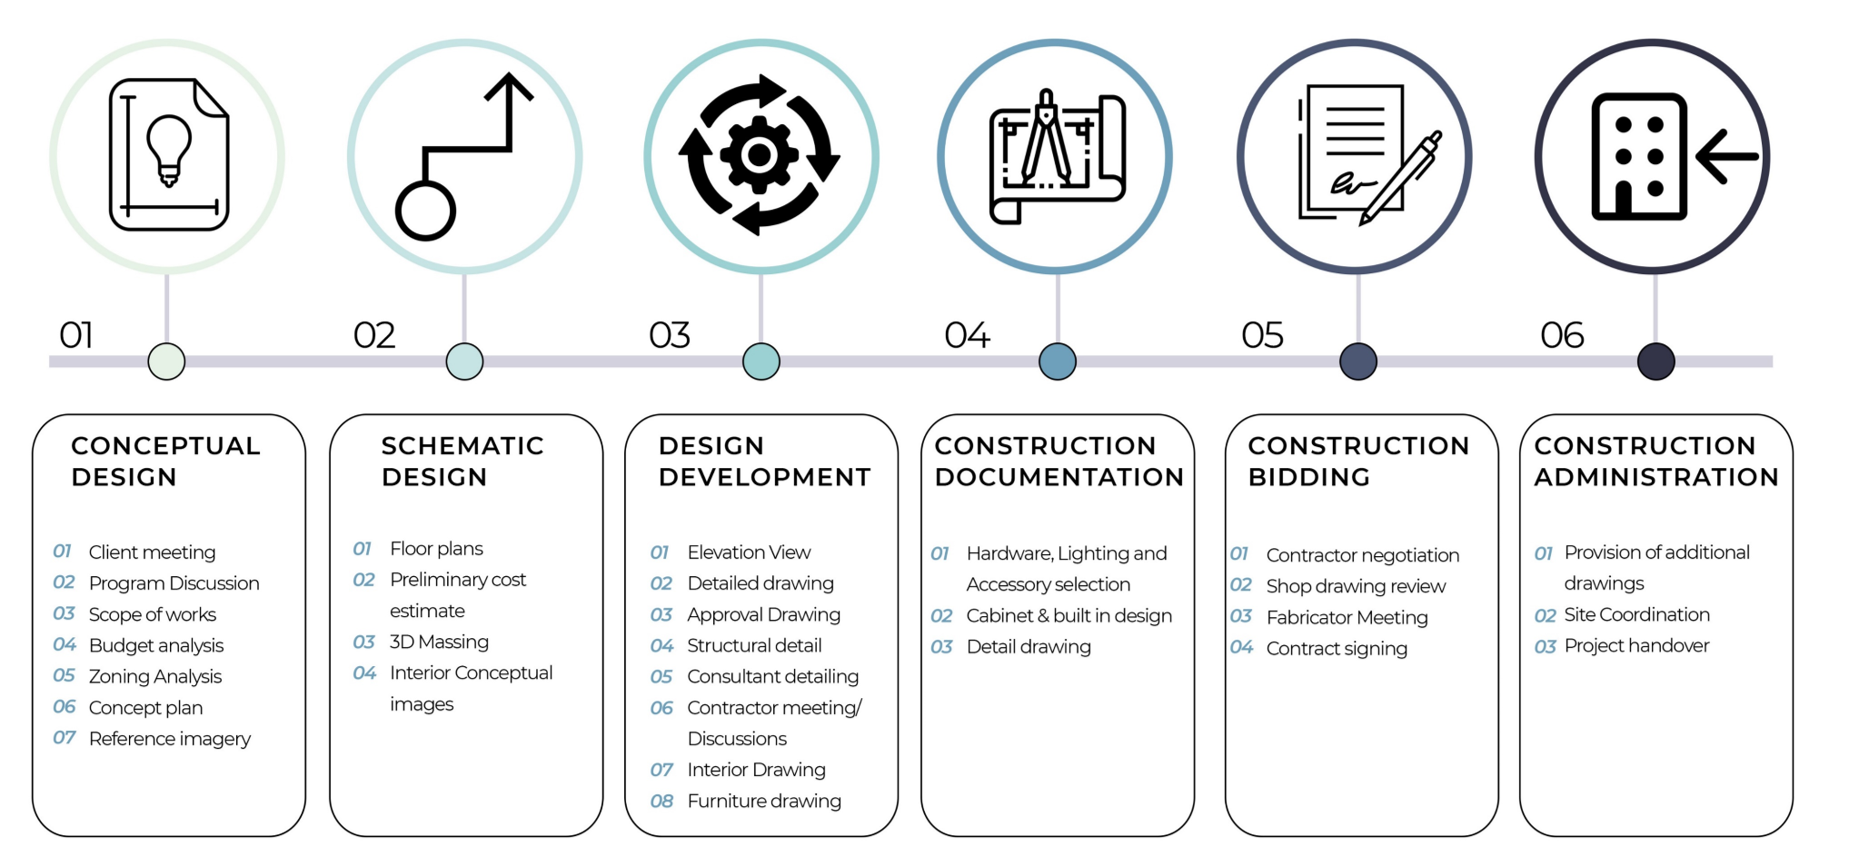 01
02
03
04
05
06
CONCEPTUAL
DESIGN
01 Client meeting
02 Program Discussion
03 Scope of works
04 Budget analysis
05 Zoning Analysis
06 Concept plan
07 Reference imagery
SCHEMATIC
DESIGN
01 Floor plans
02 Preliminary cost
estimate
03 3D Massing
04 Interior Conceptual
images
DESIGN
DEVELOPMENT
01 Elevation View
02 Detailed drawing
03 Approval Drawing
04 Structural detail
05 Consultant detailing
06 Contractor meeting/
Discussions
07 Interior Drawing
08 Furniture drawing
CONSTRUCTION
DOCUMENTATION
01 Hardware, Lighting and
Accessory selection
02 Cabinet & built in design
03 Detail drawing
CONSTRUCTION
BIDDING
01 Contractor negotiation
02 Shop drawing review
03 Fabricator Meeting
04 Contract signing
CONSTRUCTION
ADMINISTRATION
01 Provision of additional
drawings
02 Site Coordination
03 Project handover